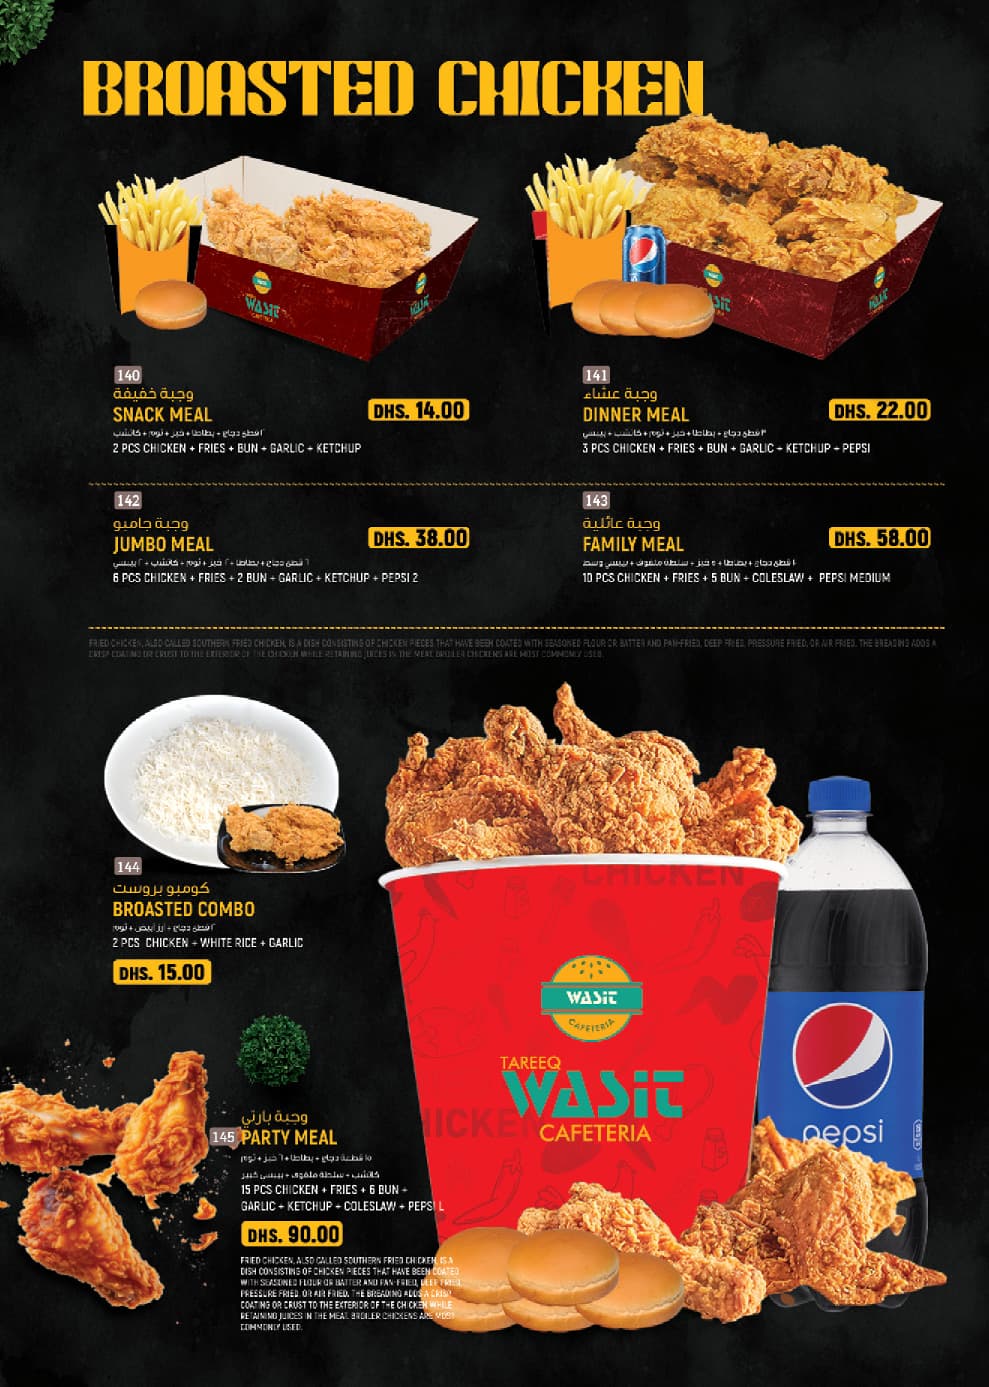 BROASTED CHICKEN
WASIT
CAFETERIA
WASIT
WASIT
WASIT
140
وجبة خفيفة
SNACK MEAL
DHS. 14.00
٢ قطع دجاج + بطاطا + خبز + ثوم + كاتشب
2 PCS CHICKEN + FRIES + BUN + GARLIC + KETCHUP
141
وجبة عشاء
DINNER MEAL
DHS. 22.00
٣ قطع دجاج + بطاطا + خبز + ثوم + كاتشب + بيبسي
3 PCS CHICKEN + FRIES + BUN + GARLIC + KETCHUP + PEPSI
142
وجبة جامبو
JUMBO MEAL
DHS. 38.00
٦ قطع دجاج + بطاطا + ٢ خبز + ثوم + كاتشب + ٢ بيبسي
6 PCS CHICKEN + FRIES + 2 BUN + GARLIC + KETCHUP + PEPSI 2
143
وجبة عائلية
FAMILY MEAL
DHS. 58.00
١٠ قطع دجاج + بطاطا + ٥ خبز + سلطة ملفوف + بيبسي وسط
10 PCS CHICKEN + FRIES + 5 BUN + COLESLAW + PEPSI MEDIUM
FRIED CHICKEN, ALSO CALLED SOUTHERN FRIED CHICKEN, IS A DISH CONSISTING OF CHICKEN PIECES THAT HAVE BEEN COATED WITH SEASONED FLOUR OR BATTER AND PAN-FRIED, DEEP FRIED, PRESSURE FRIED, OR AIR FRIED. THE BREADING ADDS A
CRISP COATING OR CRUST TO THE EXTERIOR OF THE CHICKEN WHILE RETAINING JUICES IN THE MEAT. BROILER CHICKENS ARE MOST COMMONLY USED.
144
كومبو بروست
BROASTED COMBO
٢ قطع دجاج + ارز ابيض + ثوم
2 PCS CHICKEN + WHITE RICE + GARLIC
DHS. 15.00
CHICKEN
WASIT
CAFETERIA
TAREEQ
WASIT
CAFETERIA
CHICKEN
pepsi
وجبة بارتي
145 PARTY MEAL
١٥ قطعة دجاج + بطاطا + ٦ خبز + ثوم
كاتشب + سلطة ملفوف + بيبسي كبير
15 PCS CHICKEN + FRIES + 6 BUN +
GARLIC + KETCHUP + COLESLAW + PEPSI L
DHS. 90.00
FRIED CHICKEN, ALSO CALLED SOUTHERN FRIED CHICKEN, IS A
DISH CONSISTING OF CHICKEN PIECES THAT HAVE BEEN COATED
WITH SEASONED FLOUR OR BATTER AND PAN-FRIED, DEEP FRIED,
PRESSURE FRIED, OR AIR FRIED. THE BREADING ADDS A CRISP
COATING OR CRUST TO THE EXTERIOR OF THE CHICKEN WHILE
RETAINING JUICES IN THE MEAT. BROILER CHICKENS ARE MOST
COMMONLY USED.